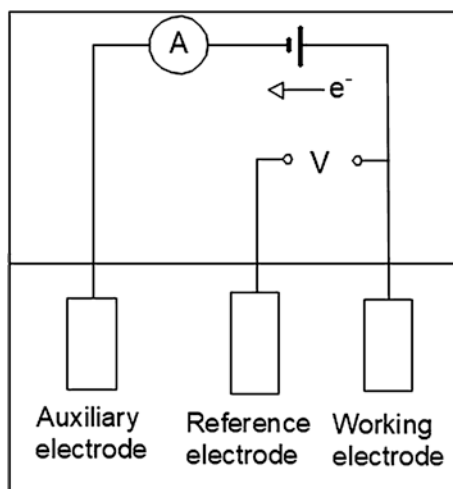 A
e⁻
V
Auxiliary
electrode
Reference
electrode
Working
electrode